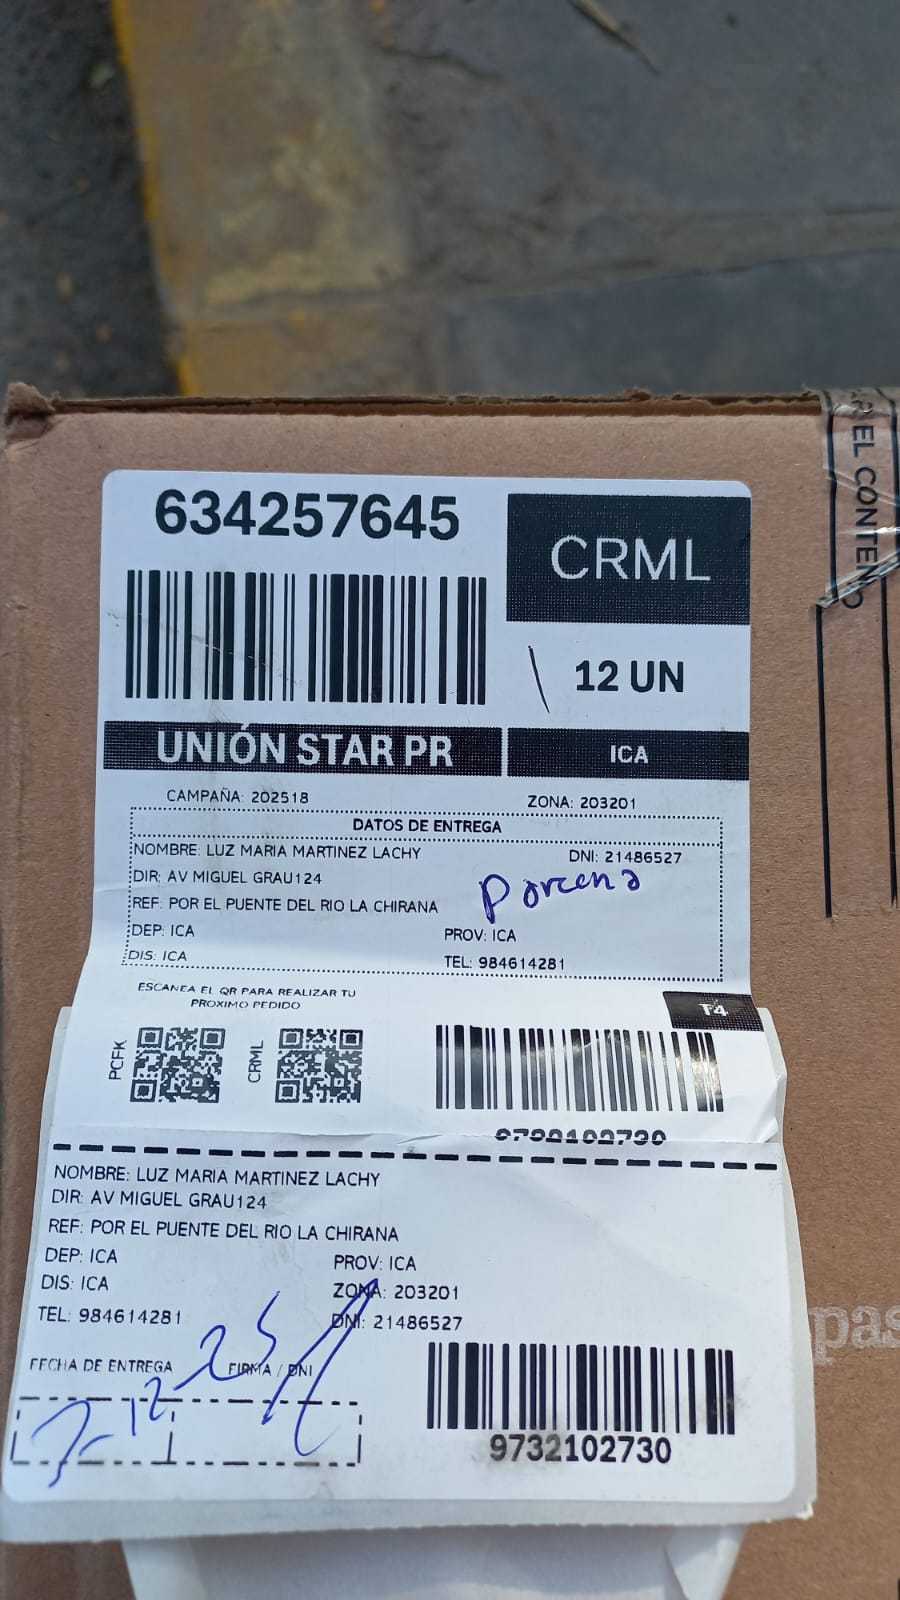 634257645
CRML
12 UN
UNIÓN STAR PR
ICA
CAMPAÑA: 202518
ZONA: 203201
DATOS DE ENTREGA
NOMBRE: LUZ MARIA MARTINEZ LACHY
DNI: 21486527
DIR: AV MIGUEL GRAU124
REF: POR EL PUENTE DEL RIO LA CHIRANA
DEP: ICA
PROV: ICA
DIS: ICA
TEL: 984614281
ESCANEA EL QR PARA REALIZAR TU
PROXIMO PEDIDO
T4
PCFK
CRML
9732102730
NOMBRE: LUZ MARIA MARTINEZ LACHY
DIR: AV MIGUEL GRAU124
REF: POR EL PUENTE DEL RIO LA CHIRANA
DEP: ICA
PROV: ICA
DIS: ICA
ZONA: 203201
TEL: 984614281
DNI: 21486527
FECHA DE ENTREGA
FIRMA / DNI
9732102730
EL CONTEN
pas